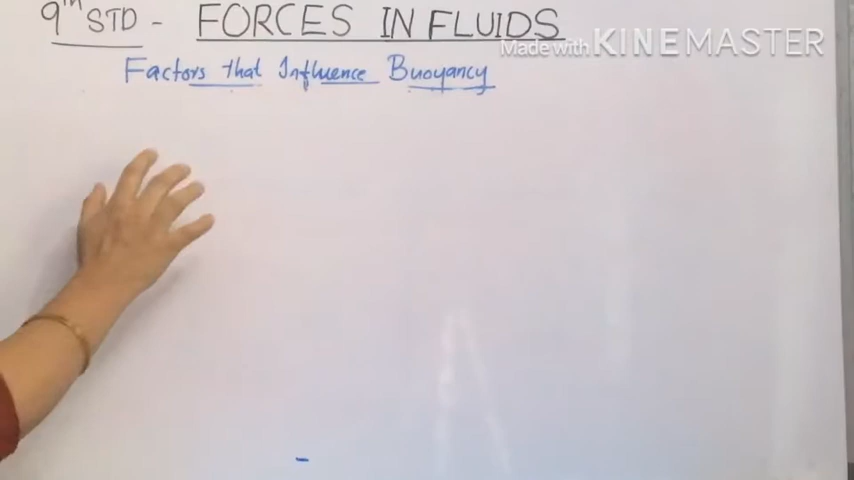 9th STD - FORCES IN FLUIDS
Made with KINEMASTER
Factors that Influence Buoyancy